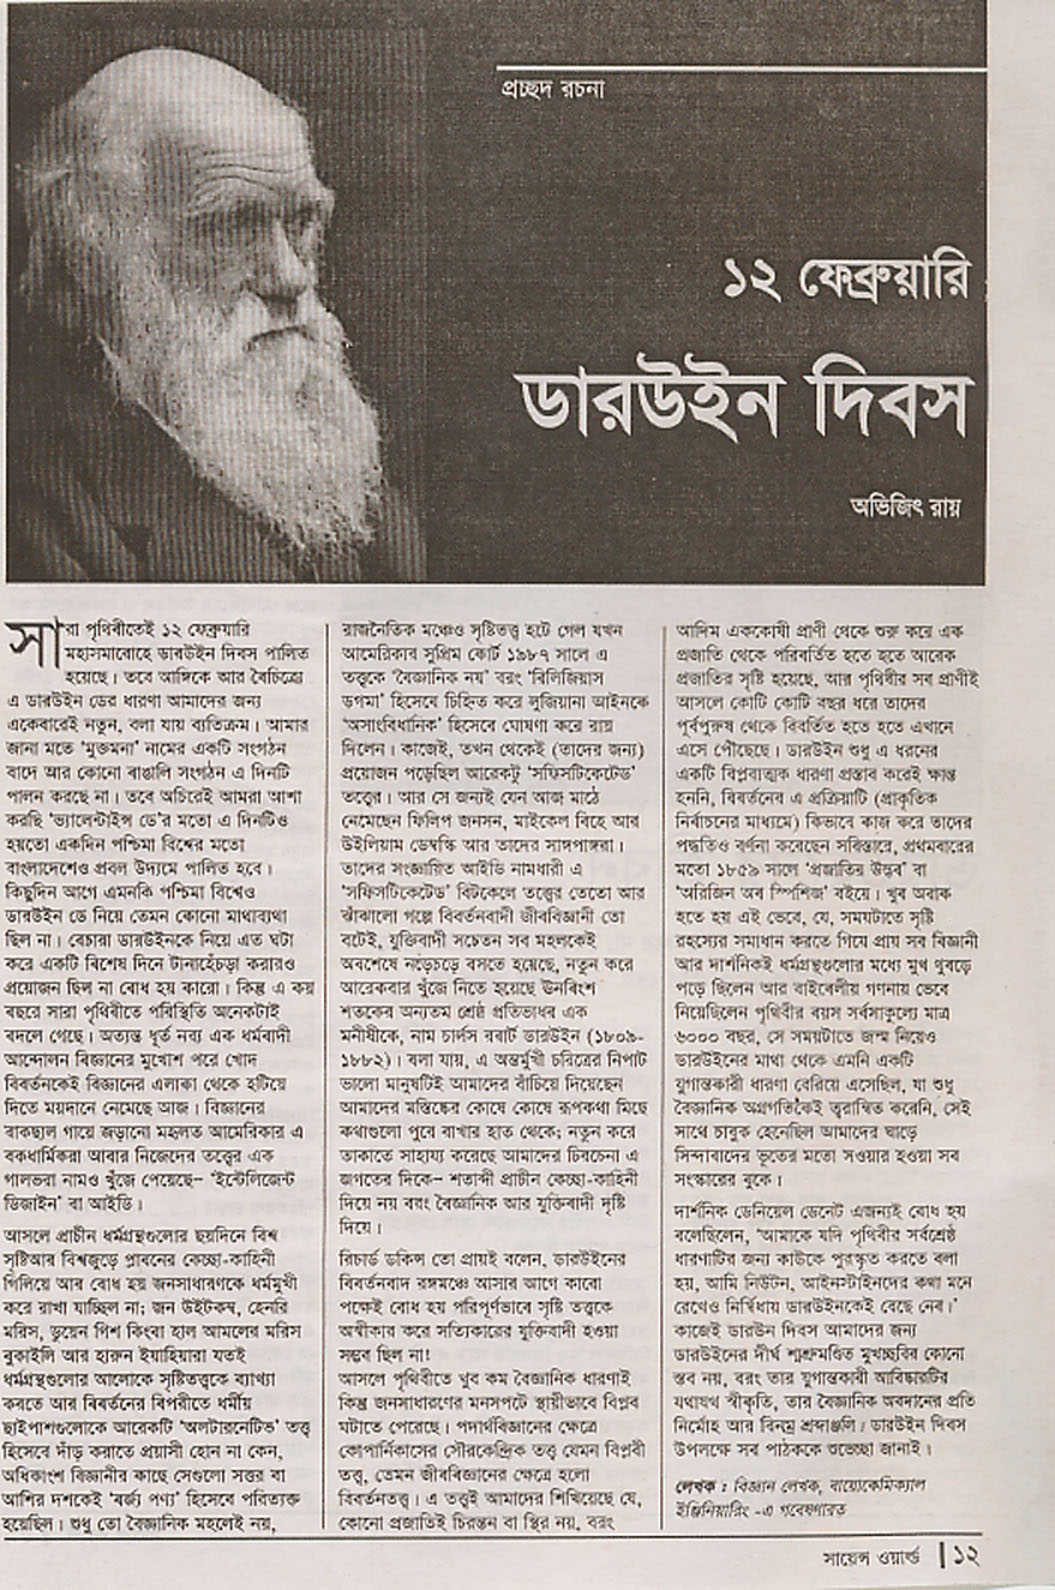 প্রচ্ছদ রচনা
১২ ফেব্রুয়ারি
ডারউইন দিবস
অভিজিৎ রায়
সারা পৃথিবীতেই ১২ ফেব্রুয়ারি
মহাসমারোহে ডারউইন দিবস পালিত
হয়েছে। তবে আঙ্গিকে আর বৈচিত্র্যে
এ ডারউইন ডের ধারণা আমাদের জন্য
একেবারেই নতুন, বলা যায় ব্যতিক্রম। আমার
জানা মতে 'মুক্তমনা' নামের একটি সংগঠন
বাদে আর কোনো বাঙালি সংগঠন এ দিনটি
পালন করছে না। তবে অচিরেই আমরা আশা
করছি 'ভ্যালেন্টাইন্স ডে'র মতো এ দিনটিও
হয়তো একদিন পশ্চিমা বিশ্বের মতো
বাংলাদেশেও প্রবল উদ্যমে পালিত হবে।
কিছুদিন আগে এমনকি পশ্চিমা বিশ্বেও
ডারউইন ডে নিয়ে তেমন কোনো মাথাব্যথা
ছিল না। বেচারা ডারউইনকে নিয়ে এত ঘটা
করে একটি বিশেষ দিনে টানাহেঁচড়া করারও
প্রয়োজন ছিল না বোধ হয় কারো। কিন্তু এ কয়
বছরে সারা পৃথিবীতে পরিস্থিতি অনেকটাই
বদলে গেছে। অত্যন্ত ধূর্ত নব্য এক ধর্মবাদী
আন্দোলন বিজ্ঞানের মুখোশ পরে খোদ
বিবর্তনকেই বিজ্ঞানের এলাকা থেকে হটিয়ে
দিতে ময়দানে নেমেছে আজ। বিজ্ঞানের
বাকছাল গায়ে জড়ানো মূলত আমেরিকার এ
বকধার্মিকরা আবার নিজেদের তত্ত্বের এক
গালভরা নামও খুঁজে পেয়েছে– 'ইন্টেলিজেন্ট
ডিজাইন' বা আইডি।
আসলে প্রাচীন ধর্মগ্রন্থগুলোর ছয়দিনে বিশ্ব
সৃষ্টিআর বিশ্বজুড়ে প্লাবনের কেচ্ছা-কাহিনী
গিলিয়ে আর বোধ হয় জনসাধারণকে ধর্মমুখী
করে রাখা যাচ্ছিল না; জন উইটকম্ব, হেনরি
মরিস, ডুয়েন গিশ কিংবা হাল আমলের মরিস
বুকাইলি আর হারুন ইয়াহিয়ারা যতই
ধর্মগ্রন্থগুলোর আলোকে সৃষ্টিতত্ত্বকে ব্যাখ্যা
করতে আর বিবর্তনের বিপরীতে ধর্মীয়
ছাইপাশগুলোকে আরেকটি 'অলটারনেটিভ' তত্ত্ব
হিসেবে দাঁড় করাতে প্রয়াসী হোন না কেন,
অধিকাংশ বিজ্ঞানীর কাছে সেগুলো সত্তর বা
আশির দশকেই 'বর্জ্য পণ্য' হিসেবে পরিত্যক্ত
হয়েছিল। শুধু তো বৈজ্ঞানিক মহলেই নয়,
রাজনৈতিক মঞ্চেও সৃষ্টিতত্ত্ব হটে গেল যখন
আমেরিকার সুপ্রিম কোর্ট ১৯৮৭ সালে এ
তত্ত্বকে 'বৈজ্ঞানিক নয়' বরং 'রিলিজিয়াস
ডগমা' হিসেবে চিহ্নিত করে লুজিয়ানা আইনকে
'অসাংবিধানিক' হিসেবে ঘোষণা করে রায়
দিলেন। কাজেই, তখন থেকেই (তাদের জন্য)
প্রয়োজন পড়েছিল আরেকটু 'সফিসটিকেটেড'
তত্ত্বের। আর সে জন্যই যেন আজ মাঠে
নেমেছেন ফিলিপ জনসন, মাইকেল বিহে আর
উইলিয়াম ডেম্বস্কি আর তাদের সাঙ্গপাঙ্গরা।
তাদের সংজ্ঞায়িত আইডি নামধারী এ
'সফিসটিকেটেড' বিটকেলে তত্ত্বের তেতো আর
ঝাঁকালো গন্ধে বিবর্তনবাদী জীববিজ্ঞানী তো
বটেই, যুক্তিবাদী সচেতন সব মহলকেই
অবশেষে নড়েচড়ে বসতে হয়েছে, নতুন করে
আরেকবার খুঁজে নিতে হয়েছে ঊনবিংশ
শতকের অন্যতম শ্রেষ্ঠ প্রতিভাধর এক
মনীষীকে, নাম চার্লস রবার্ট ডারউইন (১৮০৯-
১৮৮২)। বলা যায়, এ অন্তর্মুখী চরিত্রের নিপাট
ভালো মানুষটিই আমাদের বাঁচিয়ে দিয়েছেন
আমাদের মস্তিষ্কের কোষে কোষে রূপকথা মিছে
কথাগুলো পুরে রাখার হাত থেকে; নতুন করে
তাকাতে সাহায্য করেছে আমাদের চিরচেনা এ
জগতের দিকে– শতাব্দী প্রাচীন কেচ্ছা-কাহিনী
দিয়ে নয় বরং বৈজ্ঞানিক আর যুক্তিবাদী দৃষ্টি
দিয়ে।
রিচার্ড ডকিন্স তো প্রায়ই বলেন, ডারউইনের
বিবর্তনবাদ রঙ্গমঞ্চে আসার আগে কারো
পক্ষেই বোধ হয় পরিপূর্ণভাবে সৃষ্টি তত্ত্বকে
অস্বীকার করে সত্যিকারের যুক্তিবাদী হওয়া
সম্ভব ছিল না!
আসলে পৃথিবীতে খুব কম বৈজ্ঞানিক ধারণাই
কিন্তু জনসাধারণের মনসপটে স্থায়ীভাবে বিপ্লব
ঘটাতে পেরেছে। পদার্থবিজ্ঞানের ক্ষেত্রে
কোপার্নিকাসের সৌরকেন্দ্রিক তত্ত্ব যেমন বিপ্লবী
তত্ত্ব, তেমন জীববিজ্ঞানের ক্ষেত্রে হলো
বিবর্তনতত্ত্ব। এ তত্ত্বই আমাদের শিখিয়েছে যে,
কোনো প্রজাতিই চিরন্তন বা স্থির নয়, বরং
আদিম এককোষী প্রাণী থেকে শুরু করে এক
প্রজাতি থেকে পরিবর্তিত হতে হতে আরেক
প্রজাতির সৃষ্টি হয়েছে, আর পৃথিবীর সব প্রাণীই
আসলে কোটি কোটি বছর ধরে তাদের
পূর্বপুরুষ থেকে বিবর্তিত হতে হতে এখানে
এসে পৌঁছেছে। ডারউইন শুধু এ ধরনের
একটি বিপ্লবাত্মক ধারণা প্রস্তাব করেই ক্ষান্ত
হননি, বিবর্তনের এ প্রক্রিয়াটি (প্রাকৃতিক
নির্বাচনের মাধ্যমে) কিভাবে কাজ করে তাদের
পদ্ধতিও বর্ণনা করেছেন সবিস্তারে, প্রথমবারের
মতো ১৮৫৯ সালে 'প্রজাতির উদ্ভব' বা
'অরিজিন অব স্পিশিজ' বইয়ে। খুব অবাক
হতে হয় এই ভেবে, যে, সময়টাতে সৃষ্টি
রহস্যের সমাধান করতে গিয়ে প্রায় সব বিজ্ঞানী
আর দার্শনিকই ধর্মগ্রন্থগুলোর মধ্যে মুখ থুবড়ে
পড়ে ছিলেন আর বাইবেলীয় গণনায় ভেবে
নিয়েছিলেন পৃথিবীর বয়স সর্বসাকুল্যে মাত্র
৬০০০ বছর, সে সময়টাতে জন্ম নিয়েও
ডারউইনের মাথা থেকে এমনি একটি
যুগান্তকারী ধারণা বেরিয়ে এসেছিল, যা শুধু
বৈজ্ঞানিক অগ্রগতিকেই ত্বরান্বিত করেনি, সেই
সাথে চাবুক হেনেছিল আমাদের ঘাড়ে
সিন্দাবাদের ভূতের মতো সওয়ার হওয়া সব
সংস্কারের বুকে।
দার্শনিক ডেনিয়েল ডেনেট এজন্যই বোধ হয়
বলেছিলেন, 'আমাকে যদি পৃথিবীর সর্বশ্রেষ্ঠ
ধারণাটির জন্য কাউকে পুরস্কৃত করতে বলা
হয়, আমি নিউটন, আইনস্টাইনদের কথা মনে
রেখেও নির্দ্বিধায় ডারউইনকেই বেছে নেব।'
কাজেই ডারউন দিবস আমাদের জন্য
ডারউইনের দীর্ঘ শ্মশ্রুমণ্ডিত মুখচ্ছবির কোনো
স্তব নয়, বরং তার যুগান্তকারী আবিষ্কারটির
যথাযথ স্বীকৃতি, তার বৈজ্ঞানিক অবদানের প্রতি
নির্মোহ আর বিনম্র শ্রদ্ধাঞ্জলি। ডারউইন দিবস
উপলক্ষে সব পাঠককে শুভেচ্ছা জানাই।
লেখক : বিজ্ঞান লেখক, বায়োকেমিক্যাল
ইঞ্জিনিয়ারিং -এ গবেষণারত
সায়েন্স ওয়ার্ল্ড ১২